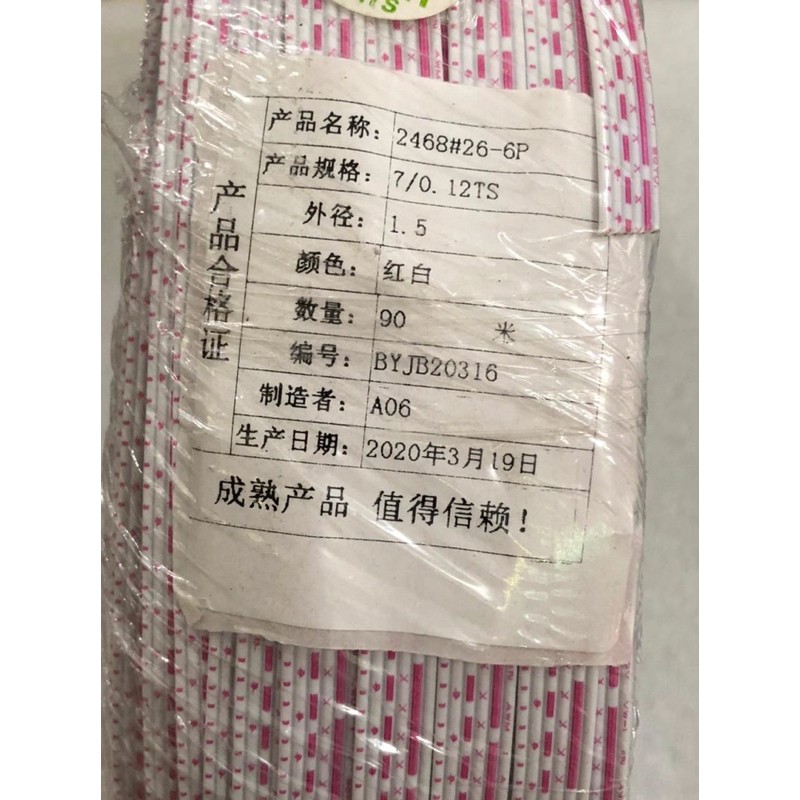 产品合格证
产品名称: 2468#26-6P
产品规格: 7/0.12TS
外径: 1.5
颜色: 红白
数量: 90 米
编号: BYJB20316
制造者: A06
生产日期: 2020年3月19日
成熟产品 值得信赖!